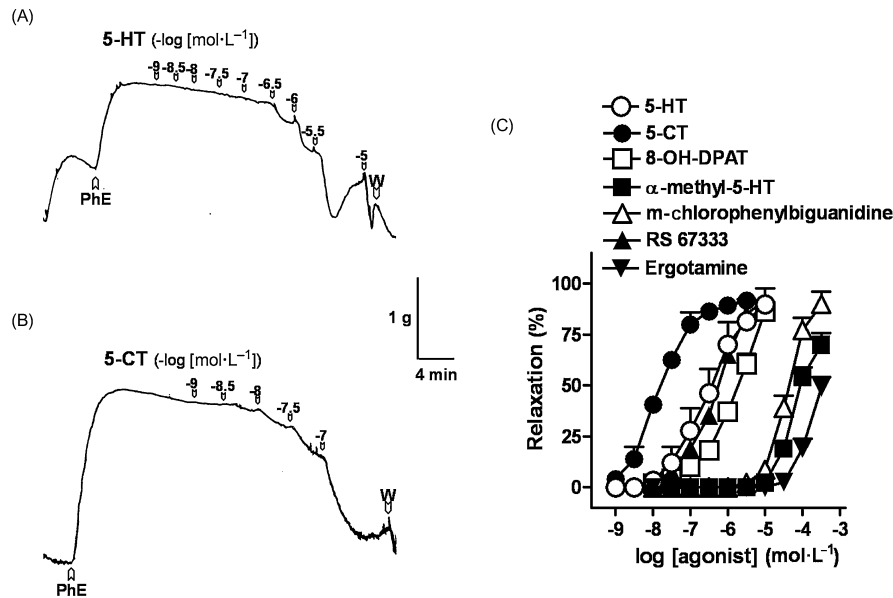 (A)
5-HT (-log [mol·L⁻¹])
-9
-8,5
-8
-7,5
-7
-6,5
-6
-5,5
-5
W
PhE
1 g
4 min
(B)
5-CT (-log [mol·L⁻¹])
-9
-8,5
-8
-7,5
-7
W
PhE
(C)
5-HT
5-CT
8-OH-DPAT
α-methyl-5-HT
m-chlorophenylbiguanidine
RS 67333
Ergotamine
Relaxation (%)
100
75
50
25
0
-9 -8 -7 -6 -5 -4 -3
log [agonist] (mol·L⁻¹)